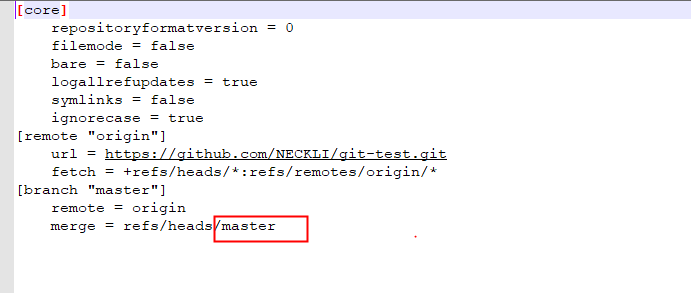 [core]
repositoryformatversion = 0
filemode = false
bare = false
logallrefupdates = true
symlinks = false
ignorecase = true
[remote "origin"]
url = https://github.com/NECKLI/git-test.git
fetch = +refs/heads/*:refs/remotes/origin/*
[branch "master"]
remote = origin
merge = refs/heads/master